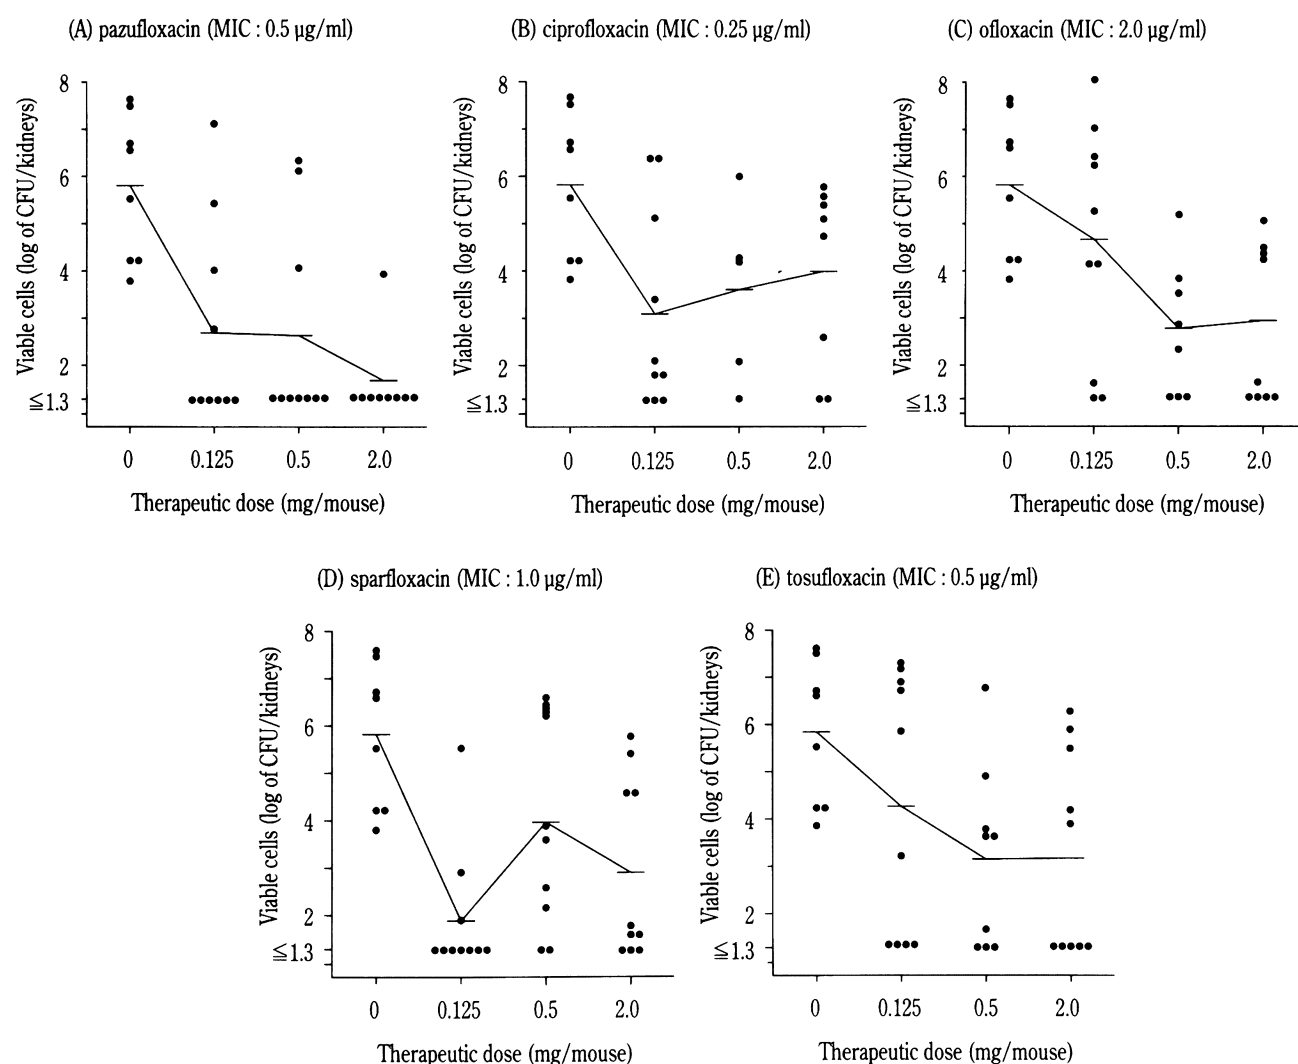 (A) pazufloxacin (MIC : 0.5 µg/ml)
Viable cells (log of CFU/kidneys)
8
6
4
2
≦1.3
0 0.125 0.5 2.0
Therapeutic dose (mg/mouse)
(B) ciprofloxacin (MIC : 0.25 µg/ml)
Viable cells (log of CFU/kidneys)
8
6
4
2
≦1.3
0 0.125 0.5 2.0
Therapeutic dose (mg/mouse)
(C) ofloxacin (MIC : 2.0 µg/ml)
Viable cells (log of CFU/kidneys)
8
6
4
2
≦1.3
0 0.125 0.5 2.0
Therapeutic dose (mg/mouse)
(D) sparfloxacin (MIC : 1.0 µg/ml)
Viable cells (log of CFU/kidneys)
8
6
4
2
≦1.3
0 0.125 0.5 2.0
Therapeutic dose (mg/mouse)
(E) tosufloxacin (MIC : 0.5 µg/ml)
Viable cells (log of CFU/kidneys)
8
6
4
2
≦1.3
0 0.125 0.5 2.0
Therapeutic dose (mg/mouse)